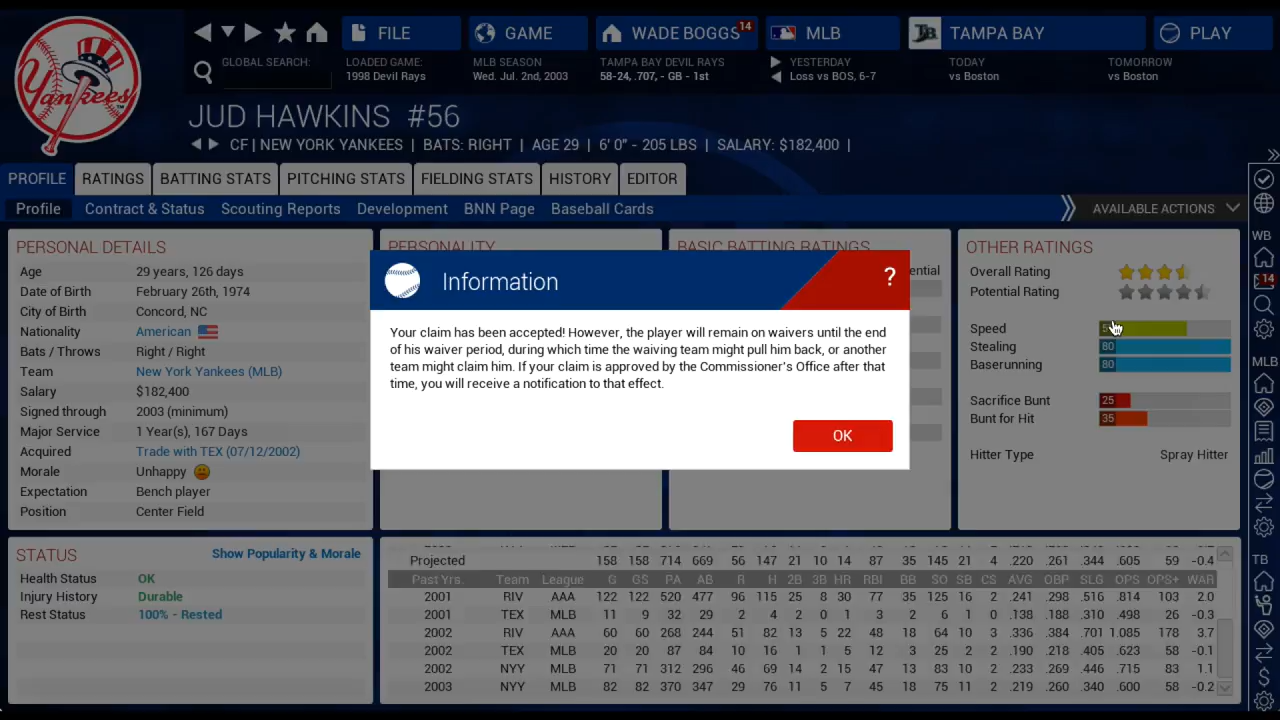 FILE
GAME
WADE BOGGS 14
MLB
TAMPA BAY
PLAY
GLOBAL SEARCH:
LOADED GAME:
1998 Devil Rays
MLB SEASON
Wed. Jul. 2nd, 2003
TAMPA BAY DEVIL RAYS
58-24, .707, - GB - 1st
YESTERDAY
Loss vs BOS, 6-7
TODAY
vs Boston
TOMORROW
vs Boston
Yankees
JUD HAWKINS #56
CF | NEW YORK YANKEES | BATS: RIGHT | AGE 29 | 6' 0" - 205 LBS | SALARY: $182,400 |
PROFILE
RATINGS
BATTING STATS
PITCHING STATS
FIELDING STATS
HISTORY
EDITOR
Profile
Contract & Status
Scouting Reports
Development
BNN Page
Baseball Cards
AVAILABLE ACTIONS
PERSONAL DETAILS
Age 29 years, 126 days
Date of Birth February 26th, 1974
City of Birth Concord, NC
Nationality American
Bats / Throws Right / Right
Team New York Yankees (MLB)
Salary $182,400
Signed through 2003 (minimum)
Major Service 1 Year(s), 167 Days
Acquired Trade with TEX (07/12/2002)
Morale Unhappy
Expectation Bench player
Position Center Field
PERSONALITY
BASIC BATTING RATINGS
Information
?
Your claim has been accepted! However, the player will remain on waivers until the end
of his waiver period, during which time the waiving team might pull him back, or another
team might claim him. If your claim is approved by the Commissioner's Office after that
time, you will receive a notification to that effect.
OK
OTHER RATINGS
Overall Rating
Potential Rating
Speed
Stealing 80
Baserunning 80
Sacrifice Bunt 25
Bunt for Hit 35
Hitter Type Spray Hitter
WB
14
MLB
TB
STATUS
Show Popularity & Morale
Health Status OK
Injury History Durable
Rest Status 100% - Rested
Projected 158 158 714 669 56 147 21 10 14 87 35 145 21 4 .220 .261 .344 .605 59 -0.4
Past Yrs. Team League G GS PA AB R H 2B 3B HR RBI BB SO SB CS AVG OBP SLG OPS OPS+ WAR
2001 RIV AAA 122 122 520 477 96 115 25 8 30 77 35 125 16 2 .241 .298 .516 .814 103 2.0
2001 TEX MLB 11 9 32 29 2 4 2 0 1 3 2 6 1 0 .138 .188 .310 .498 26 -0.3
2002 RIV AAA 60 60 268 244 51 82 13 5 22 48 18 64 10 3 .336 .384 .701 1.085 178 3.7
2002 TEX MLB 20 20 87 84 10 16 1 1 5 12 3 25 2 2 .190 .218 .405 .623 58 -0.1
2002 NYY MLB 71 71 312 296 46 69 14 2 15 47 13 83 10 2 .233 .269 .446 .715 83 1.1
2003 NYY MLB 82 82 370 347 29 76 11 5 7 45 18 75 11 2 .219 .260 .340 .600 58 -0.2